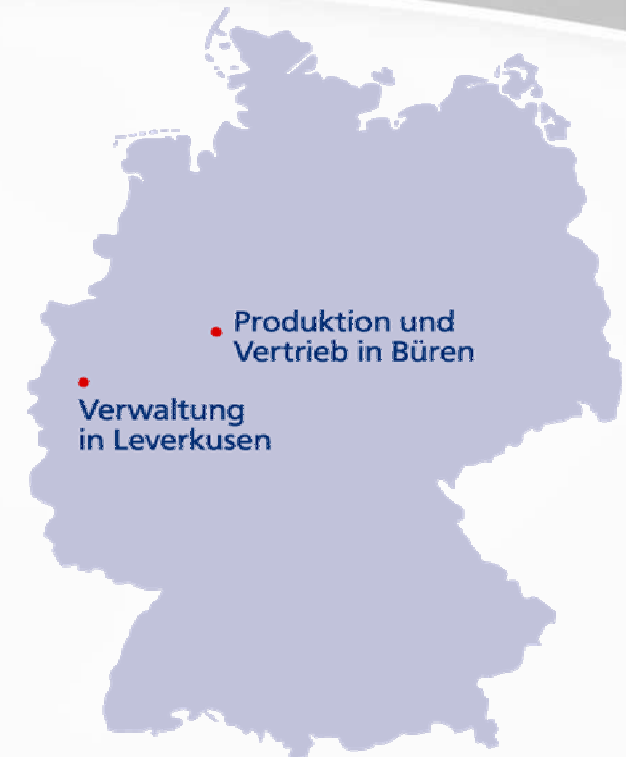 Produktion und
Vertrieb in Büren
Verwaltung
in Leverkusen